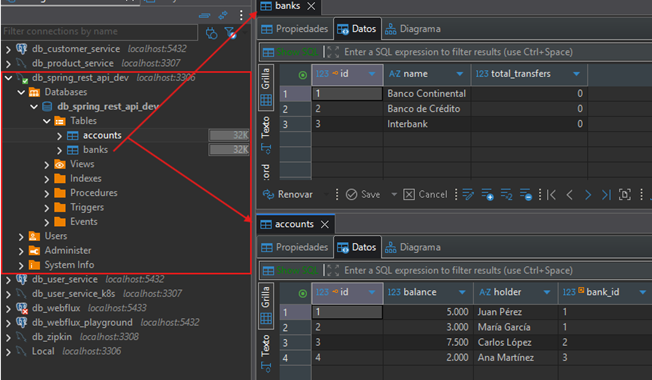 Filter connections by name
db_customer_service localhost:5432
db_product_service localhost:3307
db_spring_rest_api_dev localhost:3306
Databases
db_spring_rest_api_dev
Tables
accounts 32K
banks 32K
Views
Indexes
Procedures
Triggers
Events
Users
Administer
System Info
db_user_service localhost:5432
db_user_service_k8s localhost:3307
db_webflux localhost:5433
db_webflux_playground localhost:5432
db_zipkin localhost:3308
Local localhost:3306
banks
Propiedades Datos Diagrama
Show SQL Enter a SQL expression to filter results (use Ctrl+Space)
Grilla
Texto
123 id A-Z name 123 total_transfers
1 1 Banco Continental 0
2 2 Banco de Crédito 0
3 3 Interbank 0
Renovar Save Cancel
accounts
Propiedades Datos Diagrama
Show SQL Enter a SQL expression to filter results (use Ctrl+Space)
Grilla
Texto
123 id 123 balance A-Z holder 123 bank_id
1 1 5.000 Juan Pérez 1
2 2 3.000 María García 1
3 3 7.500 Carlos López 2
4 4 2.000 Ana Martínez 3